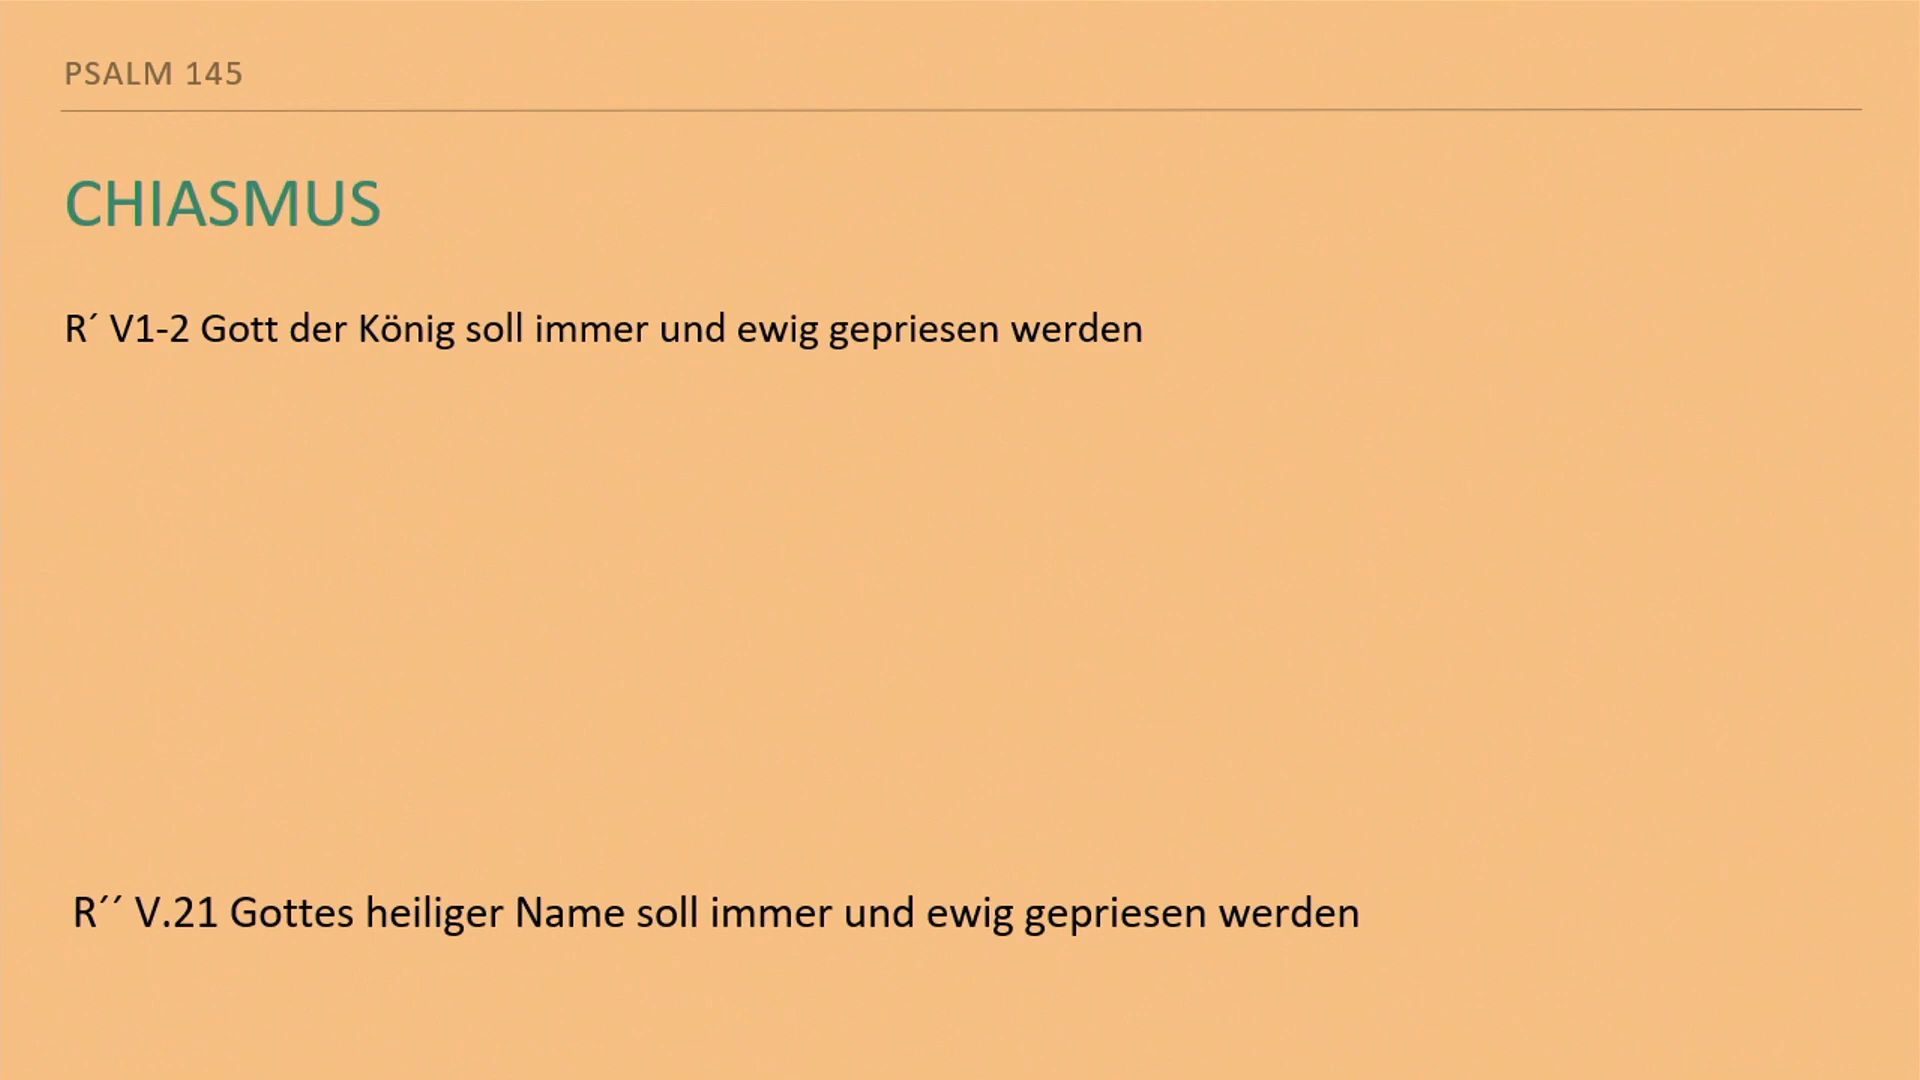 PSALM 145
CHIASMUS
R´ V1-2 Gott der König soll immer und ewig gepriesen werden
R´´ V.21 Gottes heiliger Name soll immer und ewig gepriesen werden